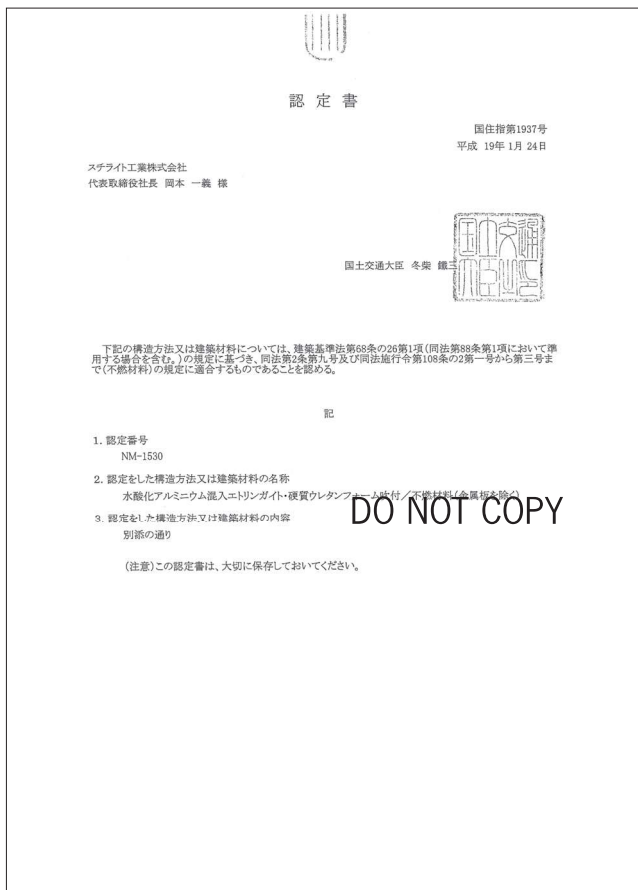 認 定 書
国住指第1937号
平成 19年 1月 24日
スチライト工業株式会社
代表取締役社長 岡本 一義 様
国土交通大臣 冬柴 鐵三
下記の構造方法又は建築材料については、建築基準法第68条の26第1項(同法第88条第1項において準
用する場合を含む。)の規定に基づき、同法第2条第九号及び同法施行令第108条の2第一号から第三号ま
で(不燃材料)の規定に適合するものであることを認める。
記
1. 認定番号
NM-1530
2. 認定をした構造方法又は建築材料の名称
水酸化アルミニウム混入エトリンガイト・硬質ウレタンフォーム吹付/不燃材料(金属板を除く)
DO NOT COPY
3. 認定をした構造方法又は建築材料の内容
別添の通り
(注意)この認定書は、大切に保存しておいてください。